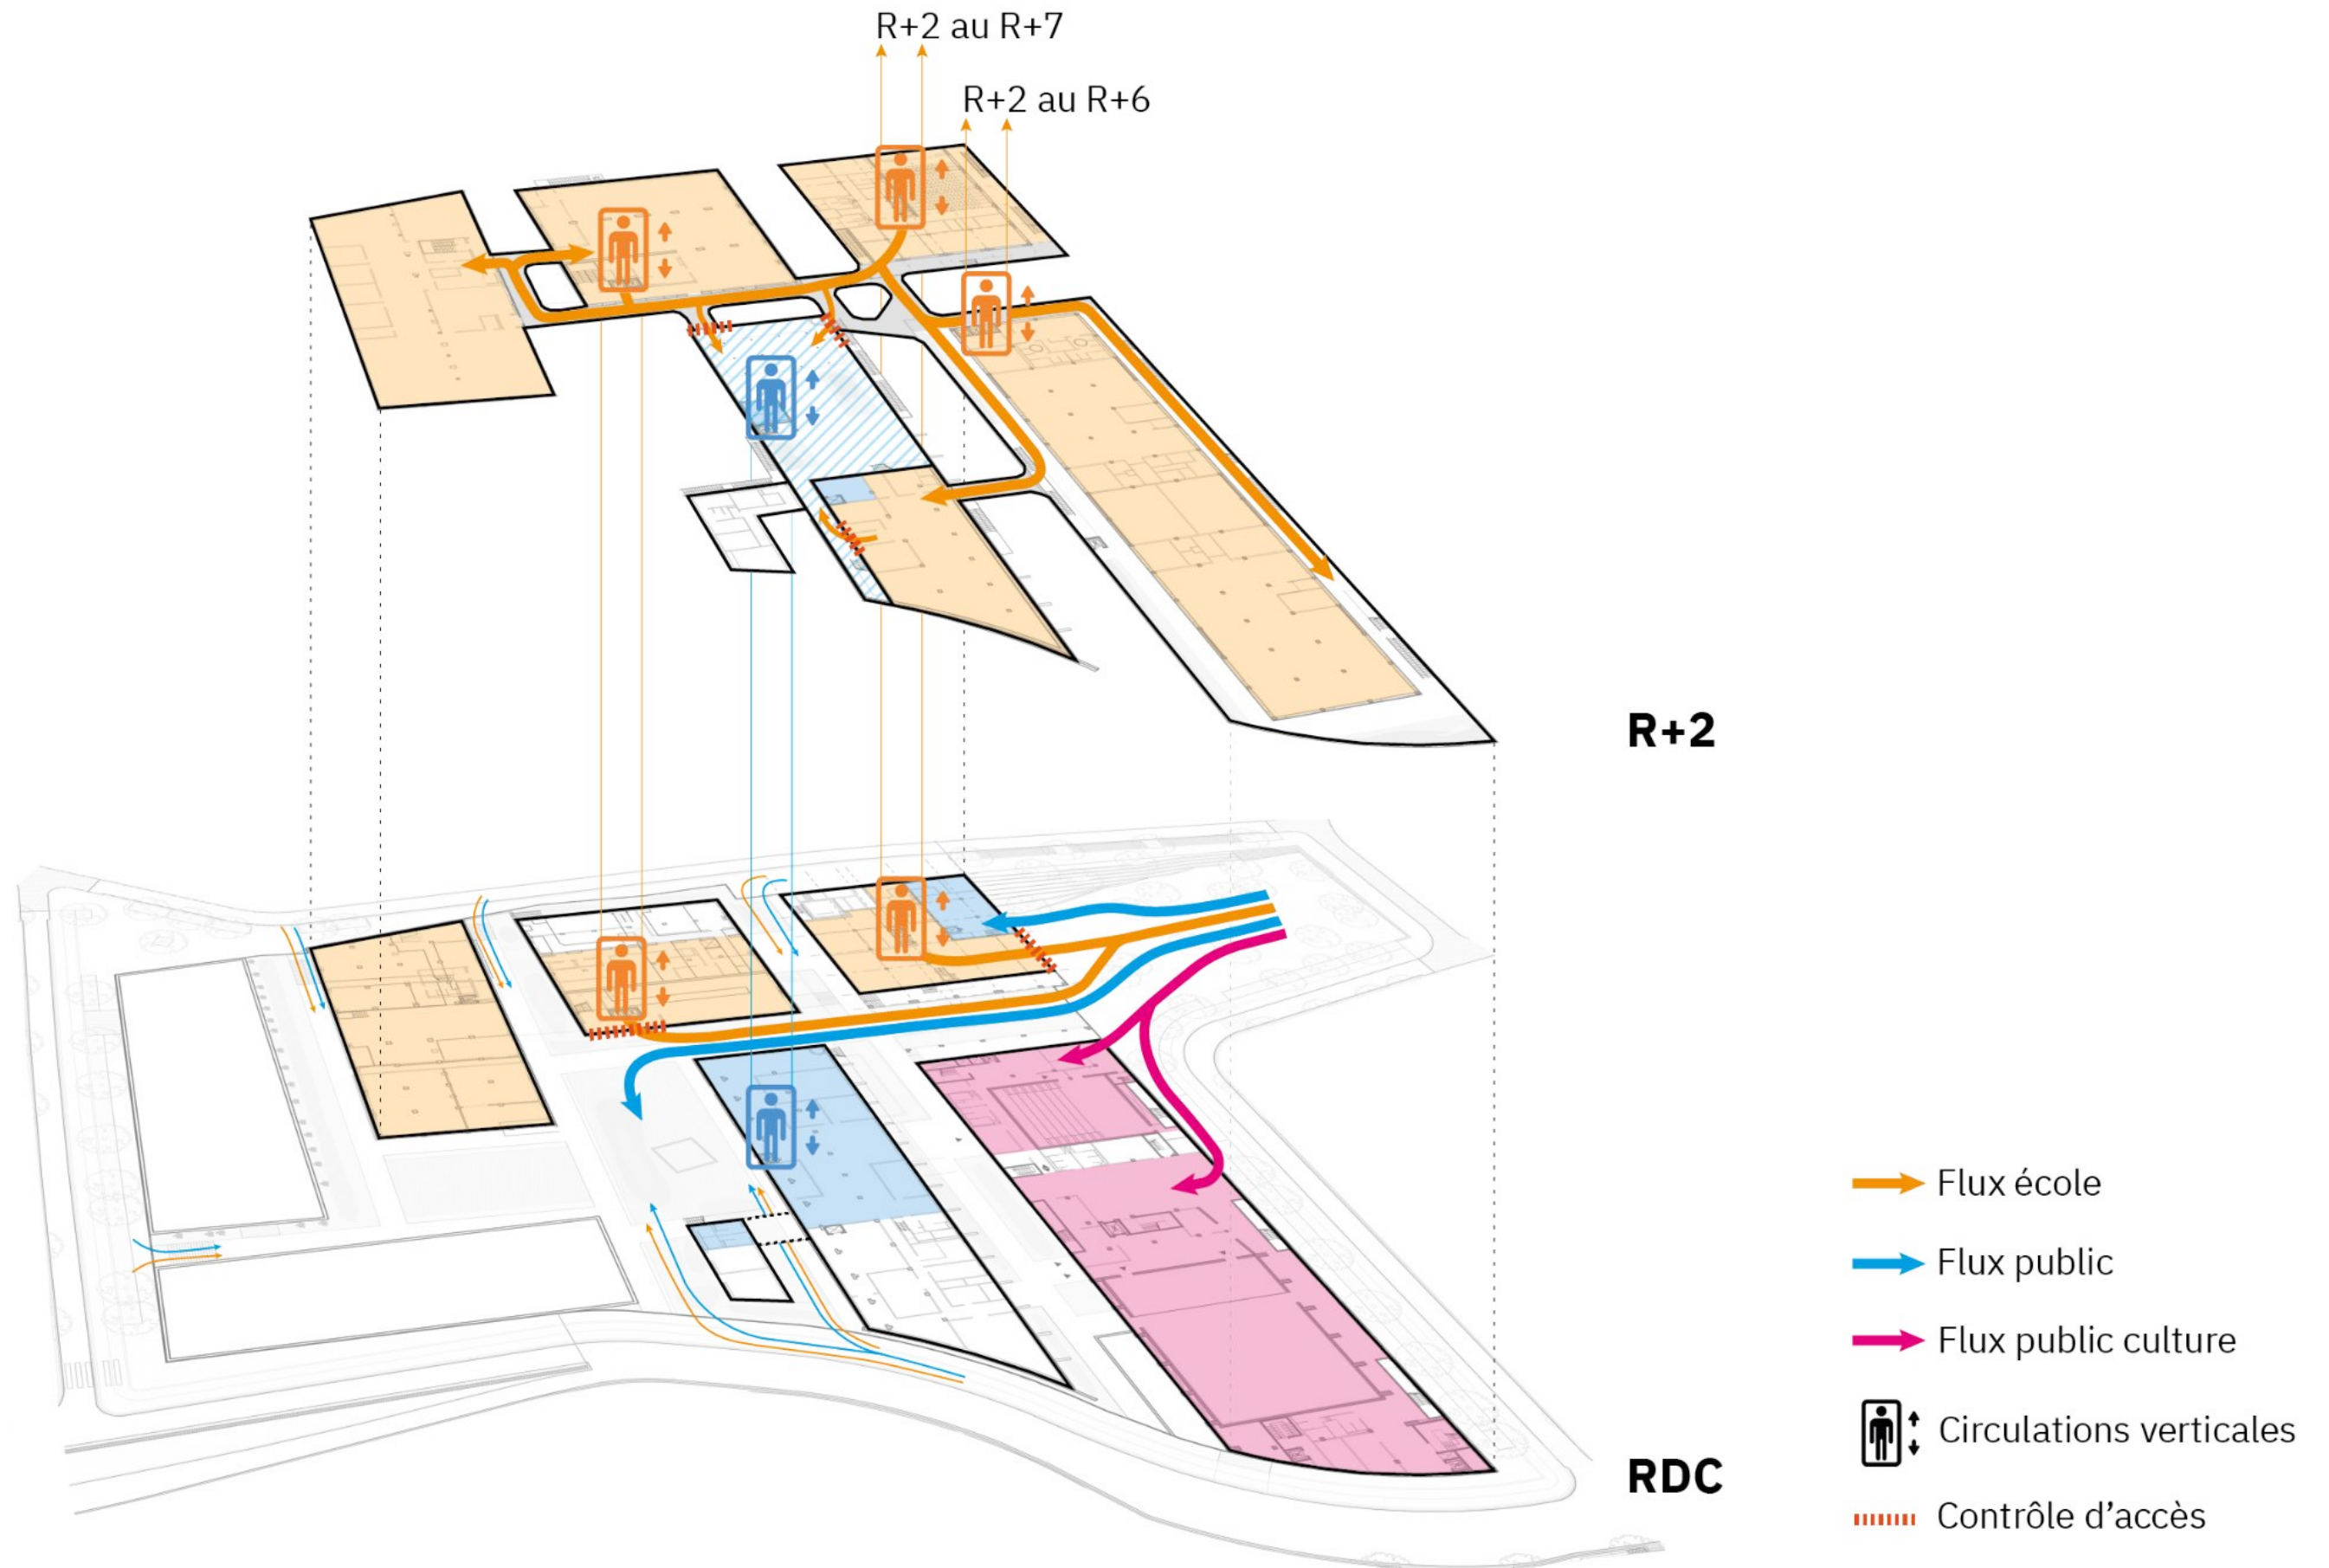 R+2 au R+7
R+2 au R+6
R+2
RDC
Flux école
Flux public
Flux public culture
Circulations verticales
Contrôle d'accès